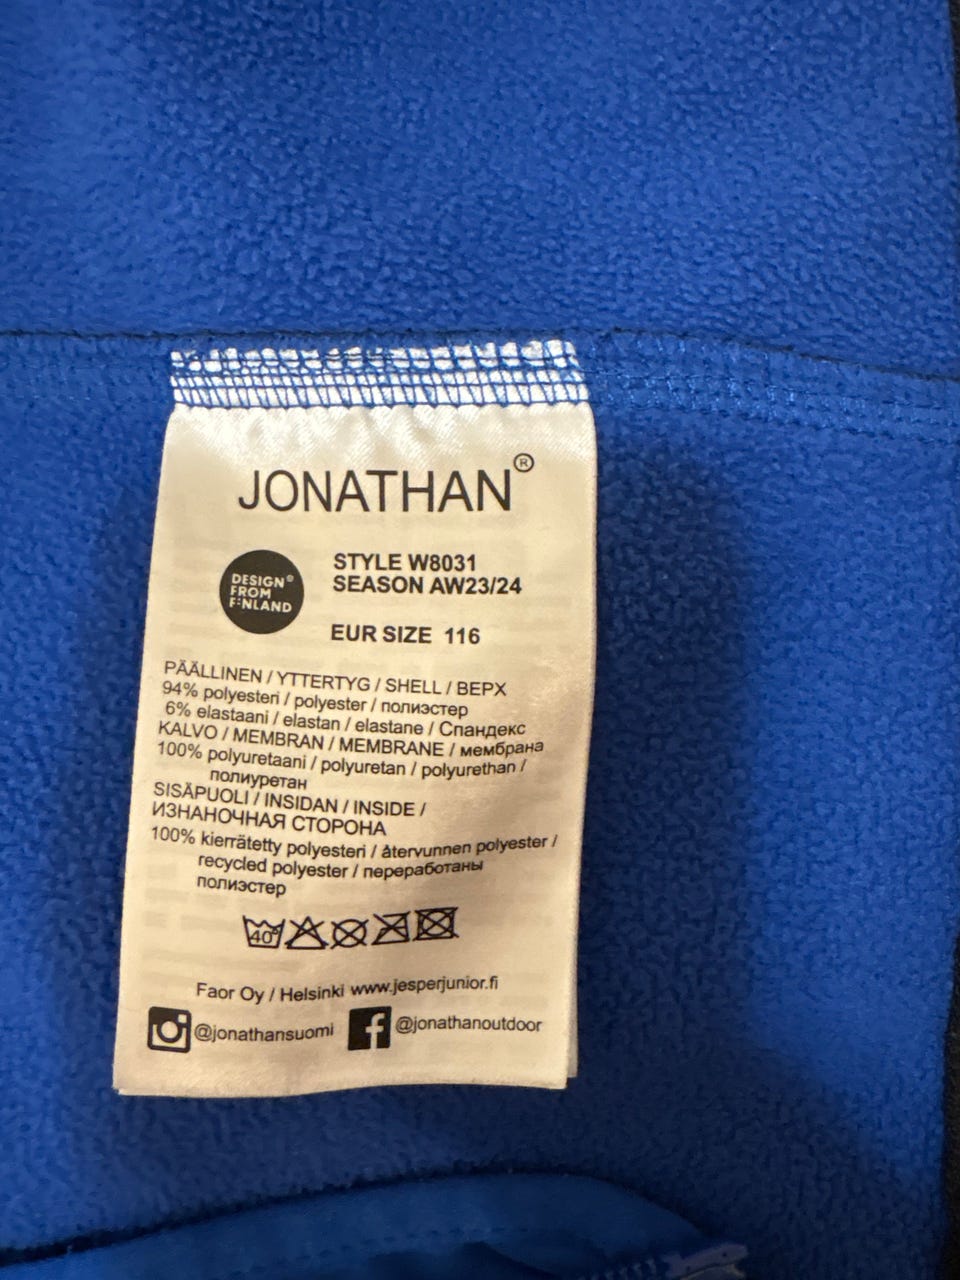 JONATHAN®
DESIGN®
FROM
FINLAND
STYLE W8031
SEASON AW23/24
EUR SIZE 116
PÄÄLLINEN / YTTERTYG / SHELL / ВЕРХ
94% polyesteri / polyester / полиэстер
6% elastaani / elastan / elastane / Спандекс
KALVO / MEMBRAN / MEMBRANE / мембрана
100% polyuretaani / polyuretan / polyurethan /
полиуретан
SISÄPUOLI / INSIDAN / INSIDE /
ИЗНАНОЧНАЯ СТОРОНА
100% kierrätetty polyesteri / återvunnen polyester /
recycled polyester / переработаны
полиэстер
40°
Faor Oy / Helsinki www.jesperjunior.fi
@jonathansuomi
@jonathanoutdoor